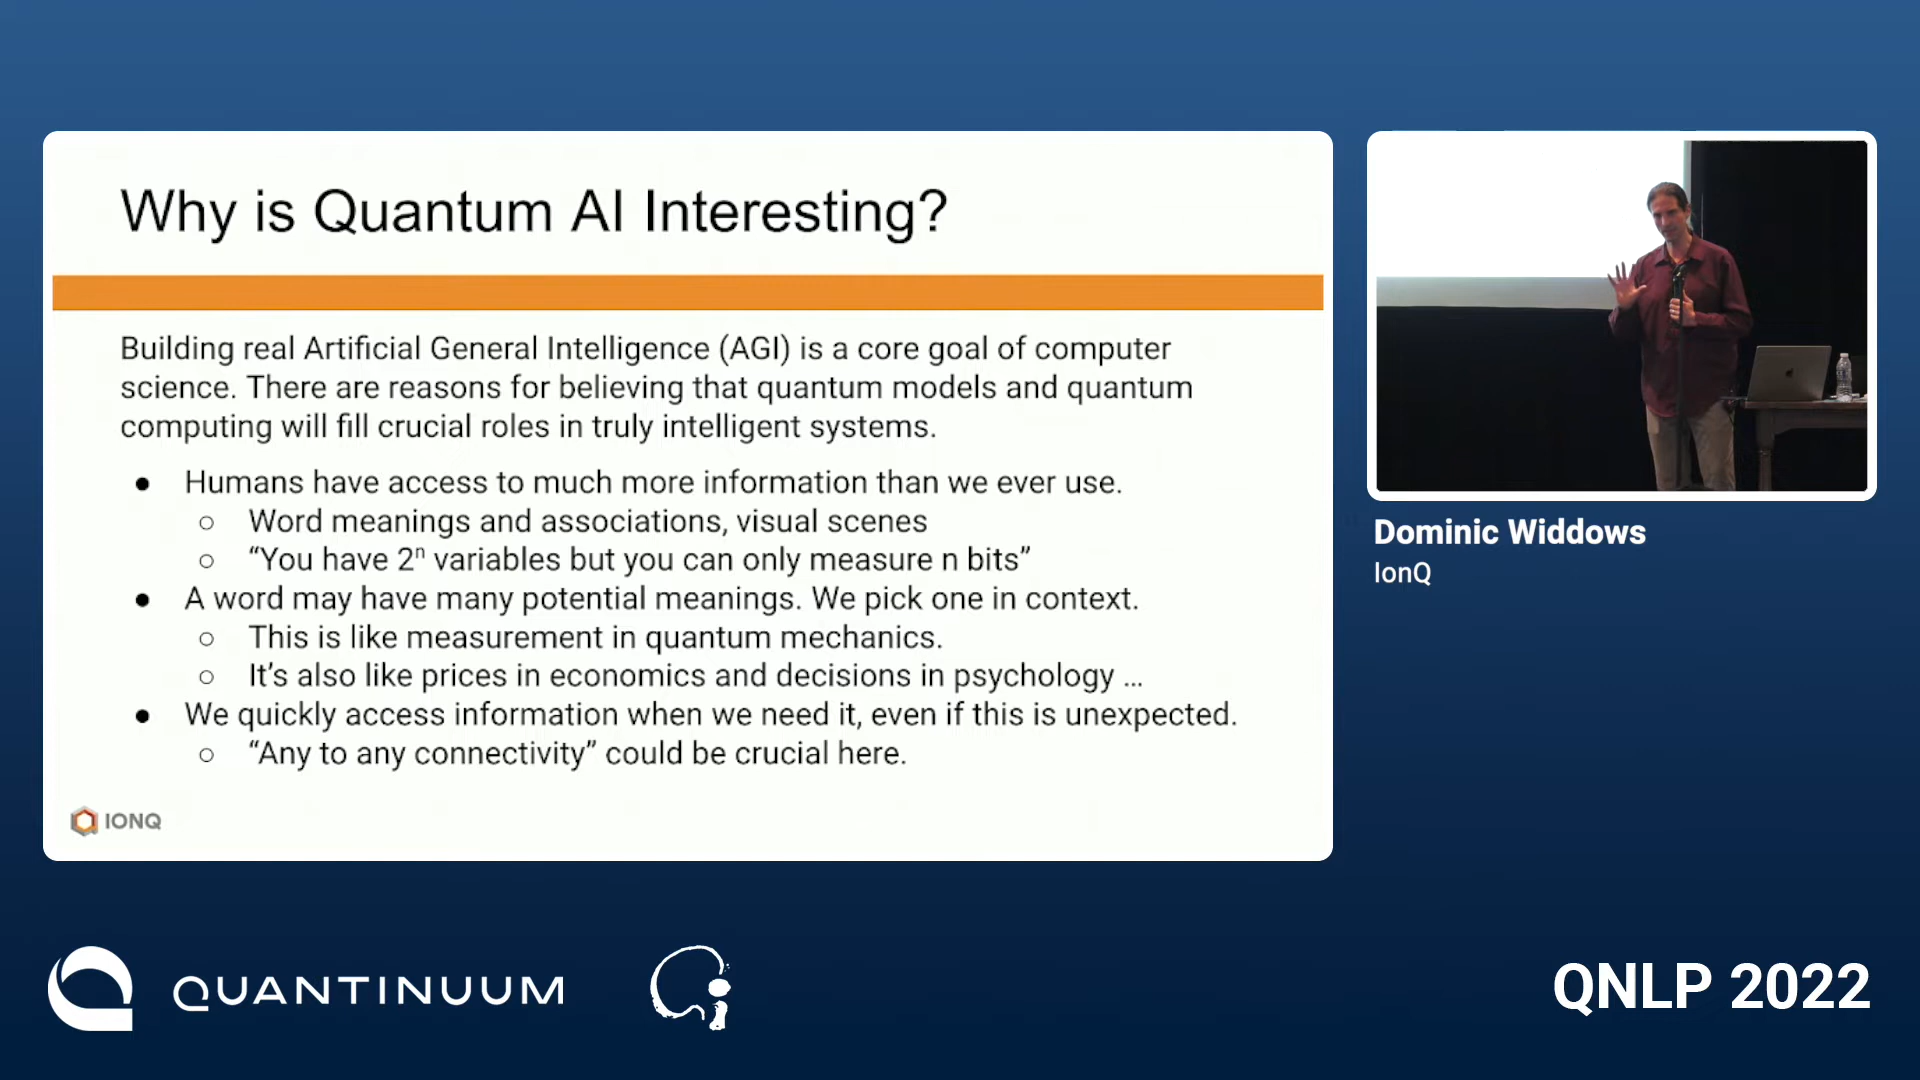 Why is Quantum AI Interesting?
Building real Artificial General Intelligence (AGI) is a core goal of computer
science. There are reasons for believing that quantum models and quantum
computing will fill crucial roles in truly intelligent systems.
● Humans have access to much more information than we ever use.
○ Word meanings and associations, visual scenes
○ “You have 2ⁿ variables but you can only measure n bits”
● A word may have many potential meanings. We pick one in context.
○ This is like measurement in quantum mechanics.
○ It’s also like prices in economics and decisions in psychology ...
● We quickly access information when we need it, even if this is unexpected.
○ “Any to any connectivity” could be crucial here.
IONQ
Dominic Widdows
IonQ
QUANTINUUM
QNLP 2022